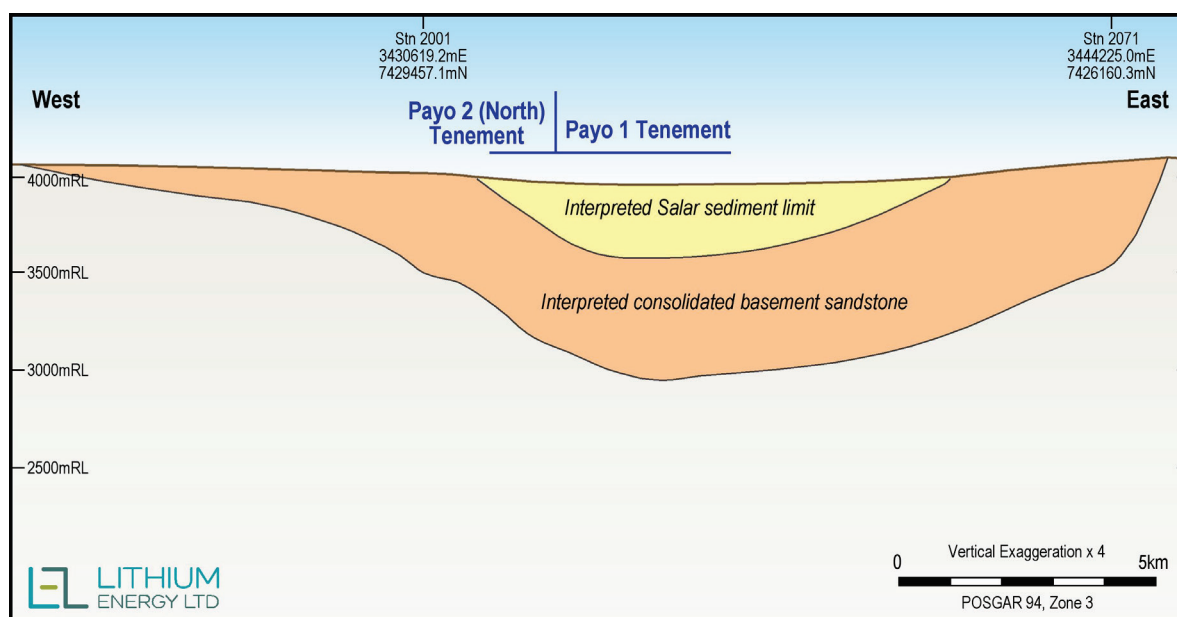 Stn 2001
3430619.2mE
7429457.1mN
Stn 2071
3444225.0mE
7426160.3mN
West
East
Payo 2 (North)
Tenement
Payo 1 Tenement
4000mRL
Interpreted Salar sediment limit
3500mRL
Interpreted consolidated basement sandstone
3000mRL
2500mRL
LITHIUM
ENERGY LTD
Vertical Exaggeration x 4
0
5km
POSGAR 94, Zone 3